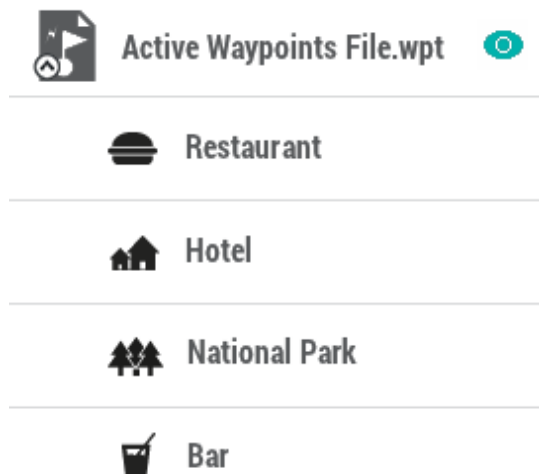 Active Waypoints File.wpt
Restaurant
Hotel
National Park
Bar